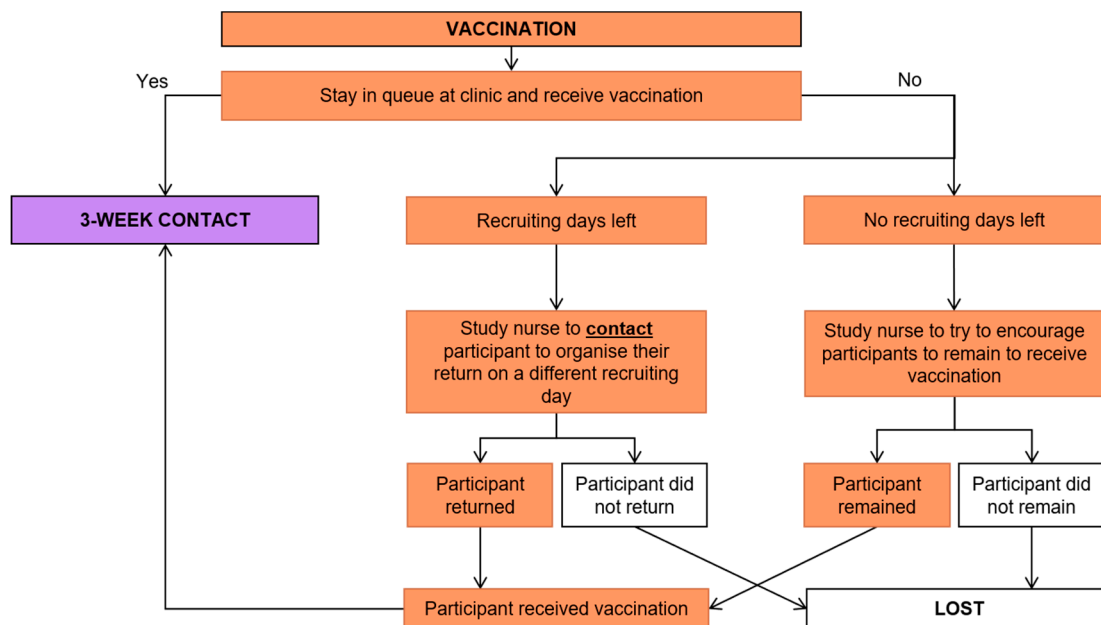 VACCINATION
Yes
No
Stay in queue at clinic and receive vaccination
3-WEEK CONTACT
Recruiting days left
No recruiting days left
Study nurse to contact
participant to organise their
return on a different recruiting
day
Study nurse to try to encourage
participants to remain to receive
vaccination
Participant
returned
Participant did
not return
Participant
remained
Participant did
not remain
Participant received vaccination
LOST